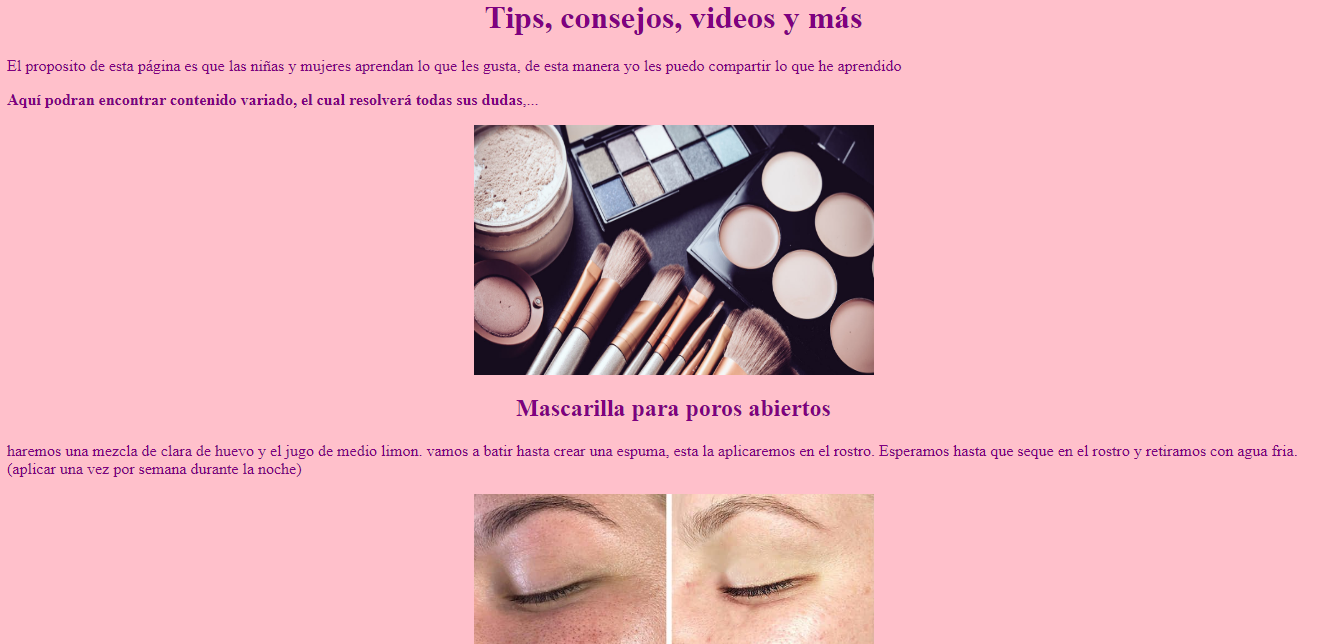 Tips, consejos, videos y más
El proposito de esta página es que las niñas y mujeres aprendan lo que les gusta, de esta manera yo les puedo compartir lo que he aprendido
Aquí podran encontrar contenido variado, el cual resolverá todas sus dudas,...
Mascarilla para poros abiertos
haremos una mezcla de clara de huevo y el jugo de medio limon. vamos a batir hasta crear una espuma, esta la aplicaremos en el rostro. Esperamos hasta que seque en el rostro y retiramos con agua fria.
(aplicar una vez por semana durante la noche)